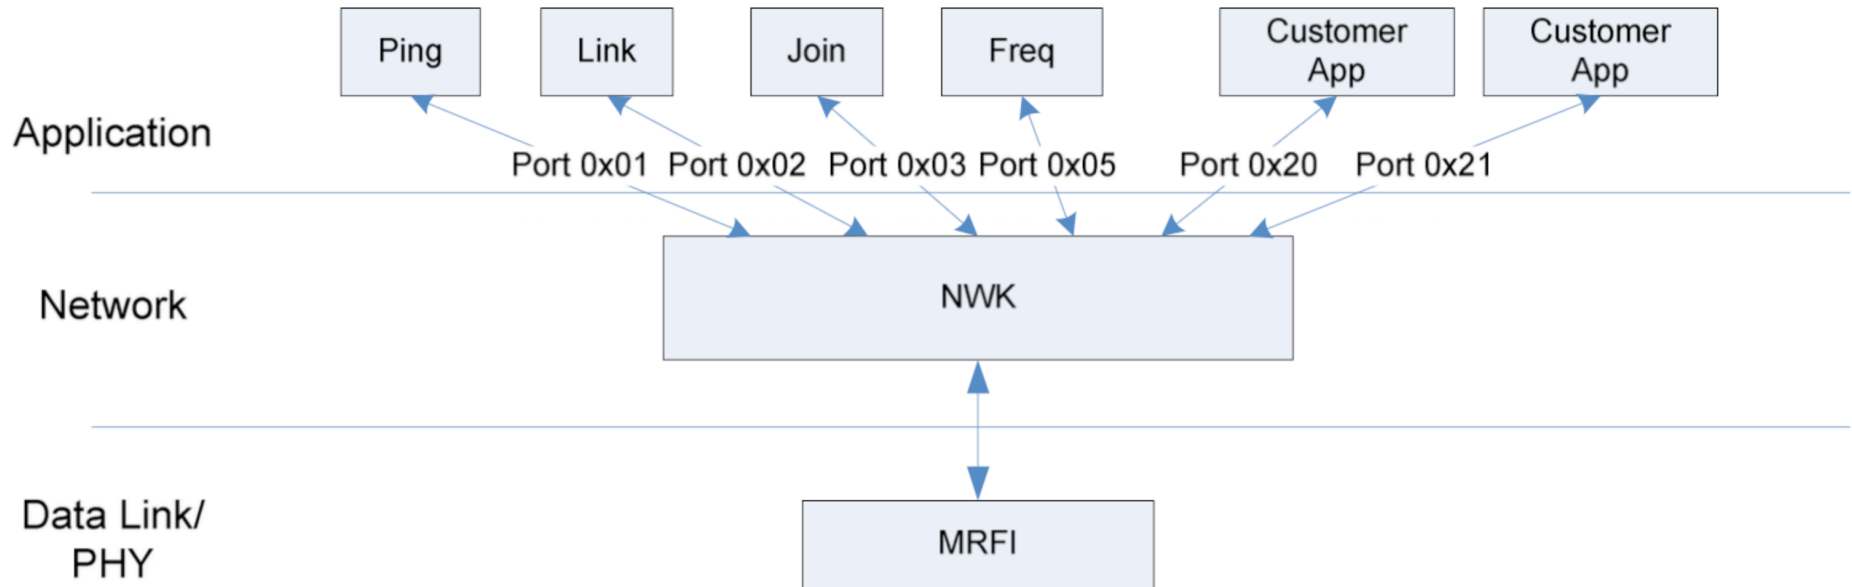 Ping
Link
Join
Freq
Customer
App
Customer
App
Application
Port 0x01
Port 0x02
Port 0x03
Port 0x05
Port 0x20
Port 0x21
Network
NWK
Data Link/
PHY
MRFI